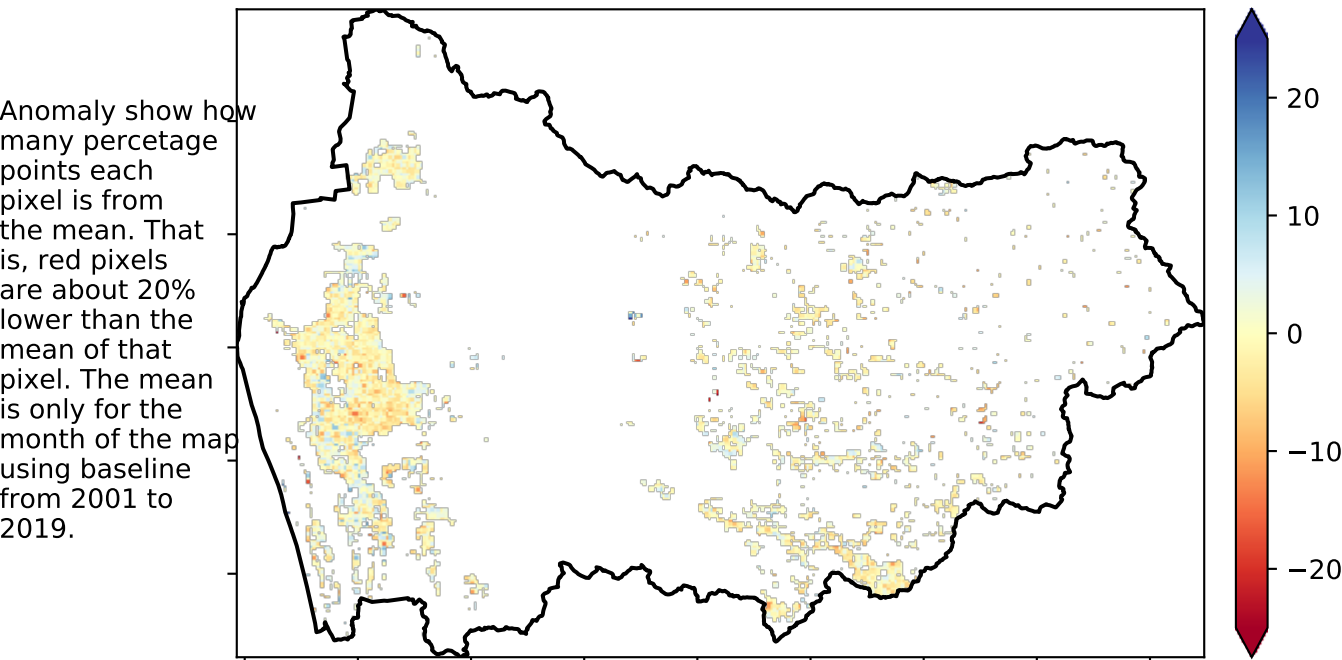 Anomaly show how
many percetage
points each
pixel is from
the mean. That
is, red pixels
are about 20%
lower than the
mean of that
pixel. The mean
is only for the
month of the map
using baseline
from 2001 to
2019.
20
10
0
−10
−20